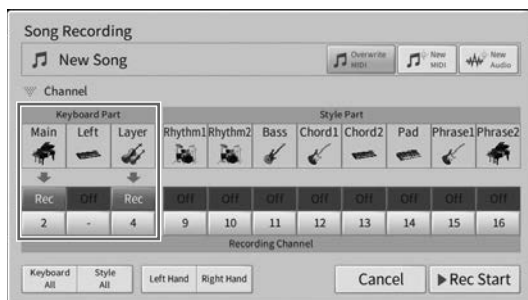 Song Recording
New Song
Overwrite MIDI
New MIDI
New Audio
Channel
Keyboard Part Style Part
Main Left Layer Rhythm1 Rhythm2 Bass Chord1 Chord2 Pad Phrase1 Phrase2
Rec Off Rec Off Off Off Off Off Off Off Off
2 - 4 9 10 11 12 13 14 15 16
Recording Channel
Keyboard All
Style All
Left Hand Right Hand Cancel Rec Start